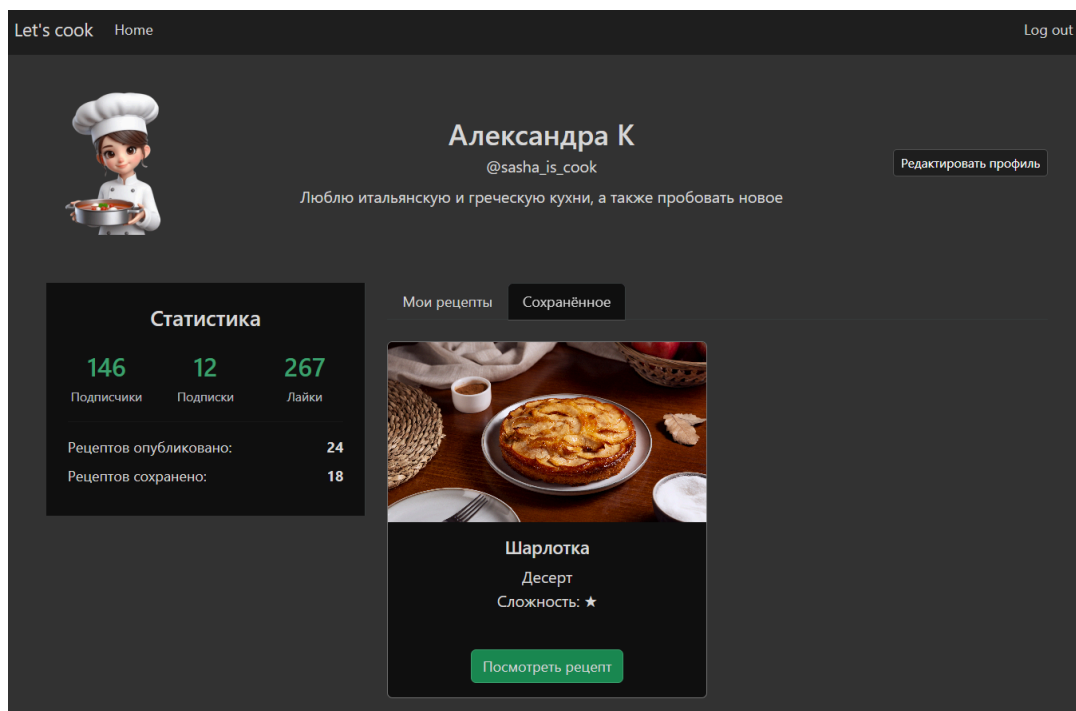 Let's cook Home Log out
Александра К
@sasha_is_cook
Редактировать профиль
Люблю итальянскую и греческую кухни, а также пробовать новое
Статистика
146 12 267
Подписчики Подписки Лайки
Рецептов опубликовано: 24
Рецептов сохранено: 18
Мои рецепты Сохранённое
Шарлотка
Десерт
Сложность: ★
Посмотреть рецепт